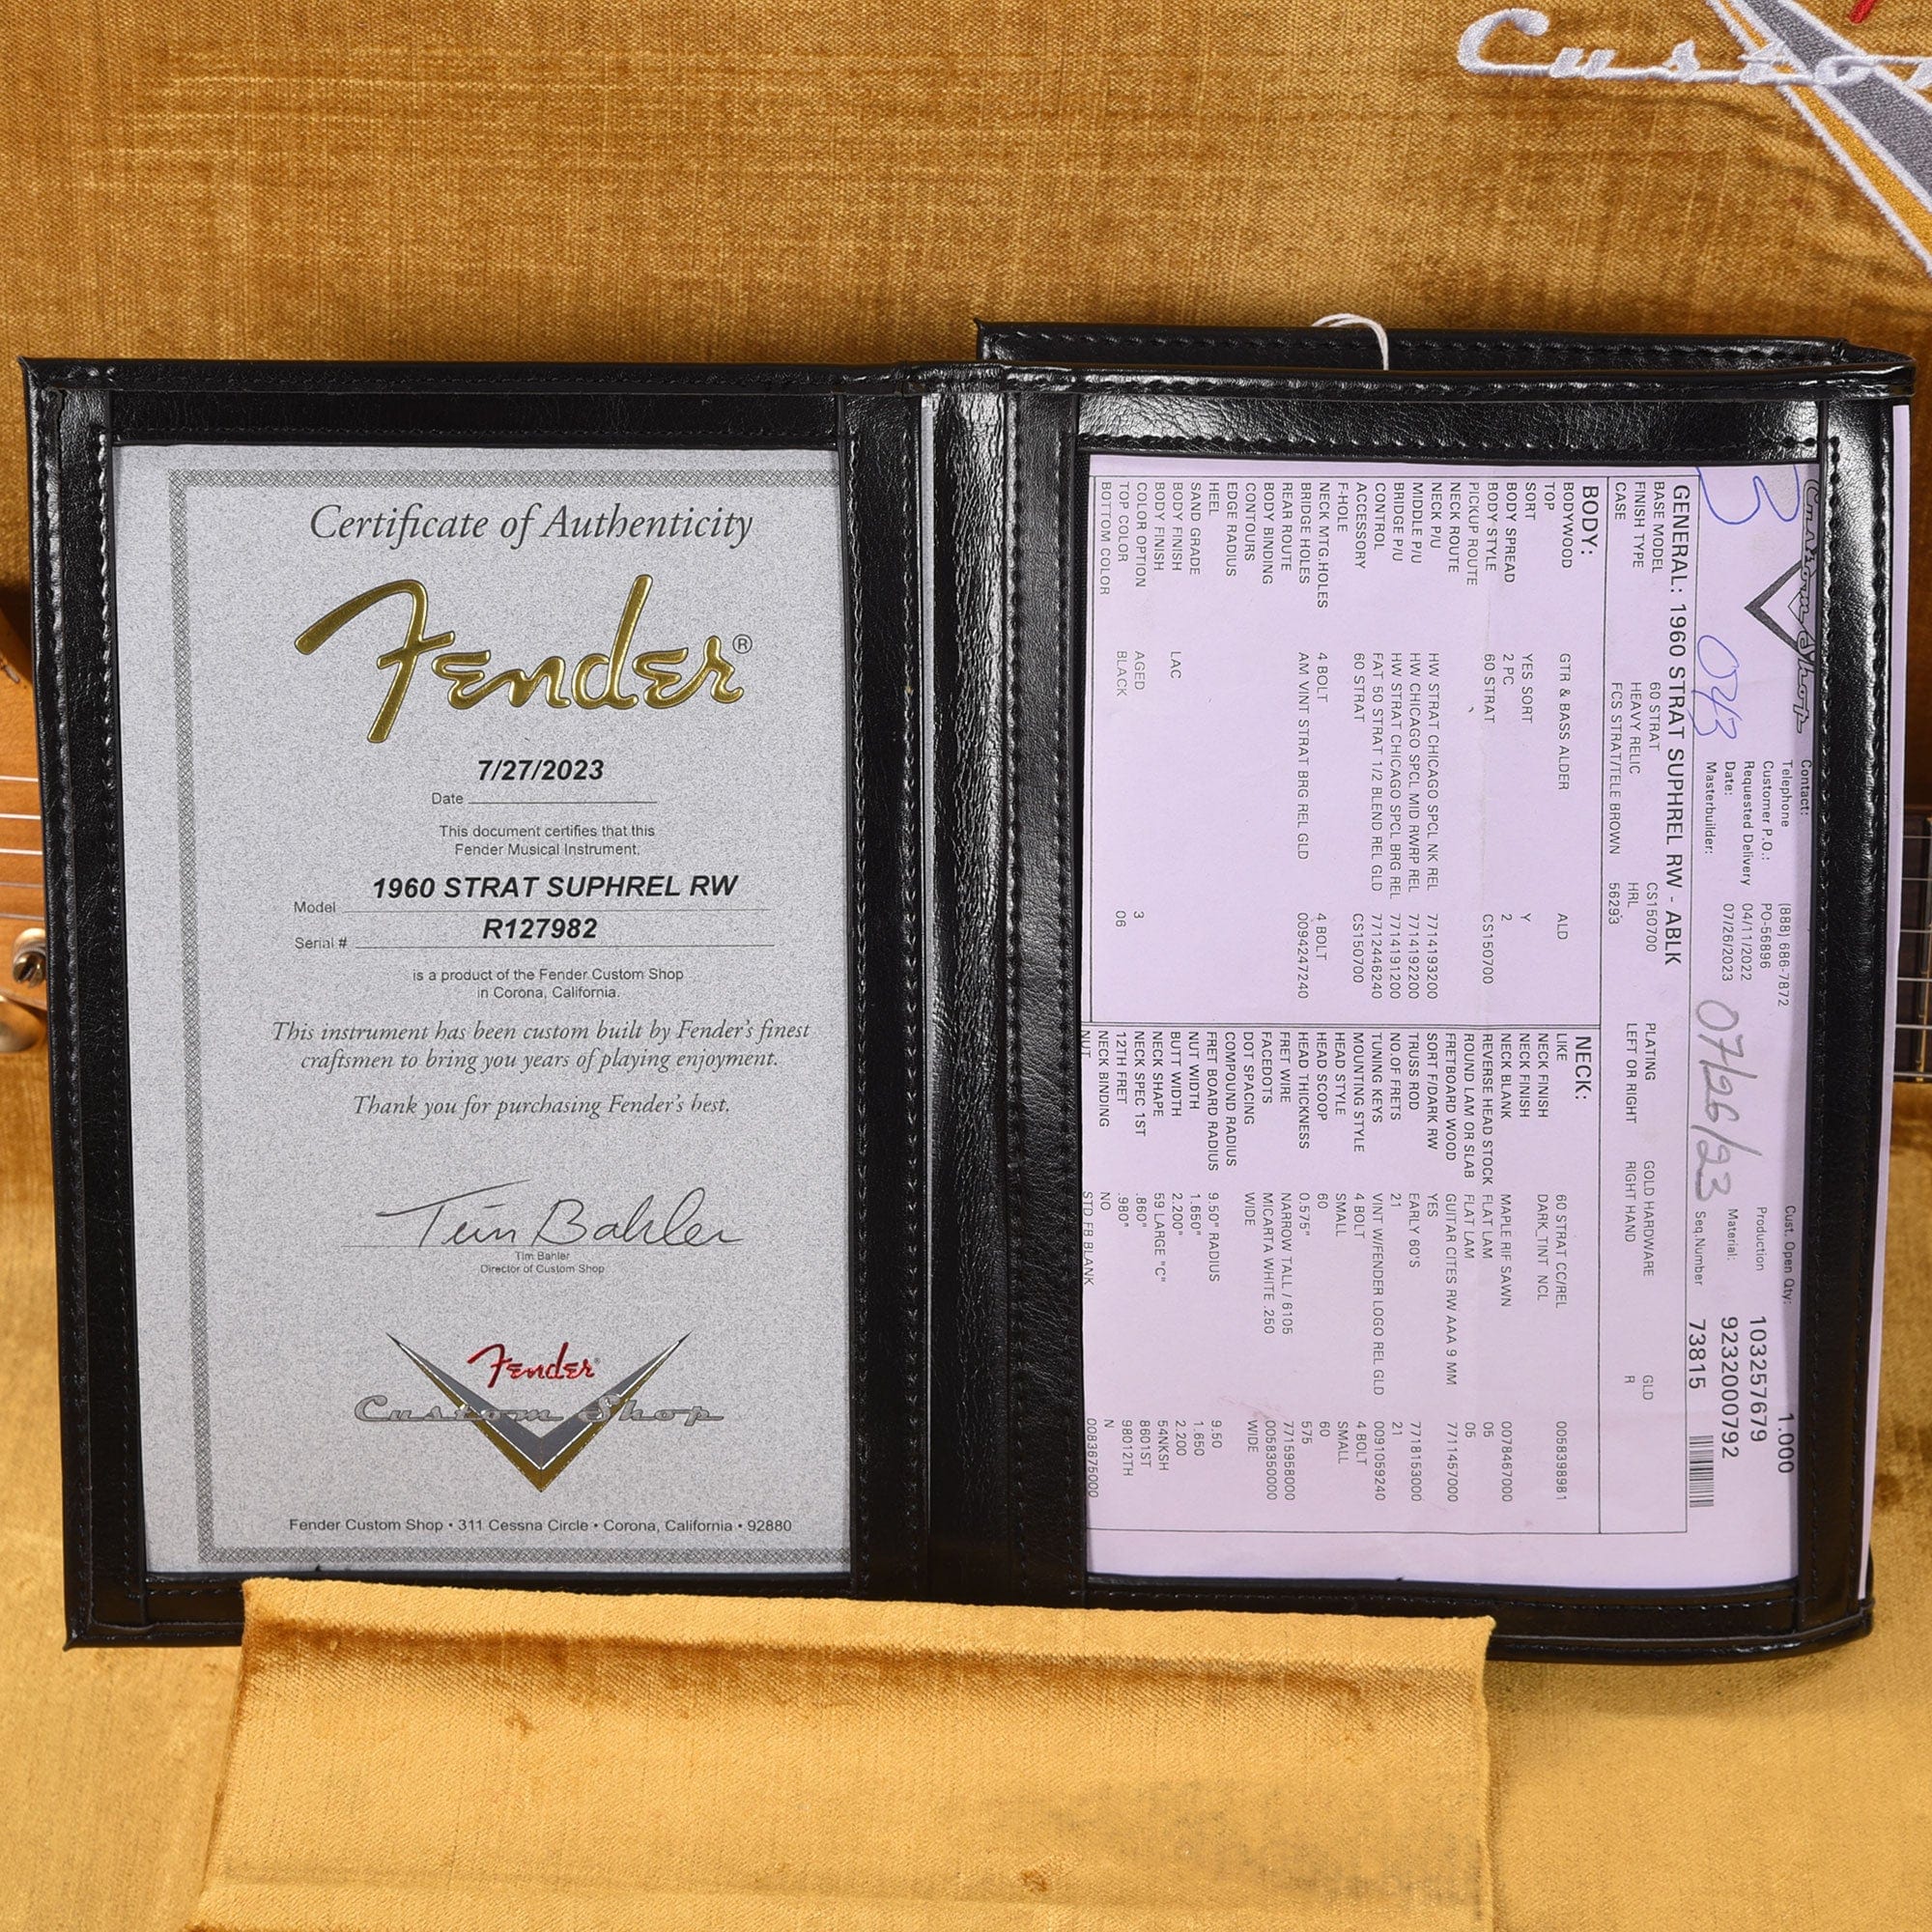 Custo
Certificate of Authenticity
Fender®
7/27/2023
Date
This document certifies that this
Fender Musical Instrument,
1960 STRAT SUPHREL RW
Model
R127982
Serial #
is a product of the Fender Custom Shop
in Corona, California.
This instrument has been custom built by Fender's finest
craftsmen to bring you years of playing enjoyment.
Thank you for purchasing Fender's best.
Tim Bahler
Tim Bahler
Director of Custom Shop
Fender®
Custom Shop
Fender Custom Shop • 311 Cessna Circle • Corona, California • 92880
Custom Shop
Contact:
Telephone (888) 686-7872
Customer P.O.: PO-56896
Requested Delivery 04/11/2022
Date: 07/26/2023
Masterbuilder:
07/26/23
Cust. Open Qty: 1.000
Production 103257679
Material: 9232000792
Seq.Number 73815
GENERAL: 1960 STRAT SUPHREL RW - ABLK
BASE MODEL 60 STRAT CS150700 PLATING GOLD HARDWARE GLD
FINISH TYPE HEAVY RELIC HRL LEFT OR RIGHT RIGHT HAND R
CASE FCS STRAT/TELE BROWN 56293
BODY:
BODYWOOD GTR & BASS ALDER ALD
TOP
SORT YES SORT Y
BODY SPREAD 2 PC 2
BODY STYLE 60 STRAT CS150700
PICKUP ROUTE
NECK ROUTE
NECK P/U HW STRAT CHICAGO SPCL NK REL 7714193200
MIDDLE P/U HW CHICAGO SPCL MID RWRP REL 7714192200
BRIDGE P/U HW STRAT CHICAGO SPCL BRG REL 7714191200
CONTROL FAT 50 STRAT 1/2 BLEND REL GLD 7712446240
ACCESSORY 60 STRAT CS150700
F-HOLE
NECK MTG.HOLES 4 BOLT 4 BOLT
BRIDGE HOLES AM VINT STRAT BRG REL GLD 0094247240
REAR ROUTE
BODY BINDING
CONTOURS
EDGE RADIUS
HEEL
SAND GRADE
BODY FINISH LAC
BODY FINISH
COLOR OPTION AGED 3
TOP COLOR BLACK 06
BOTTOM COLOR
NECK:
LIKE 60 STRAT CC/REL 0058398981
NECK FINISH DARK_TINT NCL
NECK FINISH
NECK BLANK MAPLE RIF SAWN 0078467000
REVERSE HEAD STOCK FLAT LAM 05
ROUND LAM OR SLAB FLAT LAM 05
FRETBOARD WOOD GUITAR CITES RW AAA 9 MM 7711457000
SORT F/DARK RW YES
TRUSS ROD EARLY 60'S 7718153000
NO.OF FRETS 21 21
TUNING KEYS VINT W/FENDER LOGO REL GLD 0091059240
MOUNTING STYLE 4 BOLT 4 BOLT
HEAD STYLE SMALL SMALL
HEAD SCOOP 60 60
HEAD THICKNESS 0.575" 575
FRET WIRE NARROW TALL / 6105 7715958000
FACEDOTS MICARTA WHITE .250 0058350000
DOT SPACING WIDE WIDE
COMPOUND RADIUS
FRET BOARD RADIUS 9.50" RADIUS 9.50
NUT WIDTH 1.650" 1.650
BUTT WIDTH 2.200" 2.200
NECK SHAPE 59 LARGE "C" 54NKSH
NECK SPEC 1ST .860" 8601ST
12TH FRET .980" 98012TH
NECK BINDING NO N
NUT STD FB BLANK 0083675000